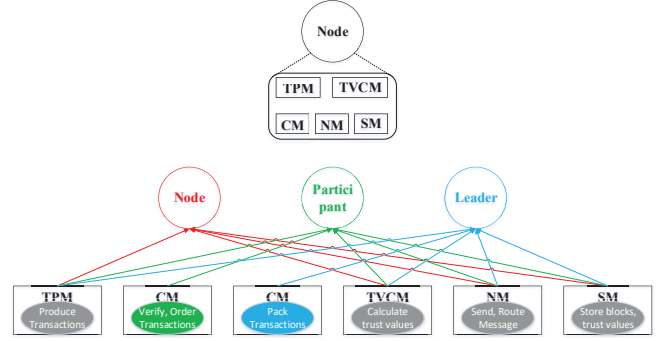 Node
TPM TVCM
CM NM SM
Node Partici Leader
pant
TPM CM CM TVCM NM SM
Produce Verify, Order Pack Calculate Send, Route Store blocks,
Transactions Transactions Transactions trust values Message trust values